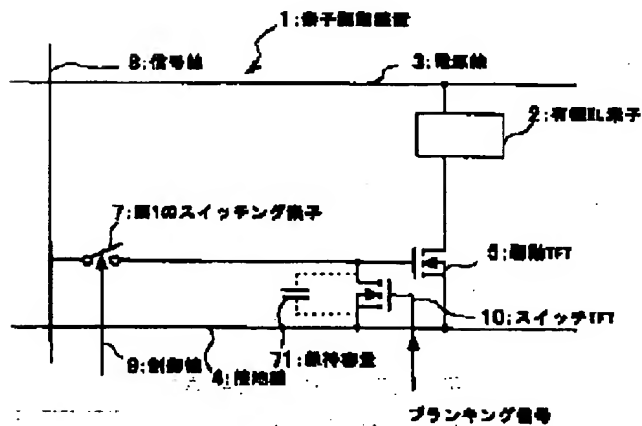 1;素子駆動装置
8;信号線
3;電源線
2;有機EL素子
7;第1のスイッチング素子
5;駆動TFT
10;スイッチTFT
71;維持容量
9;制御線
4;接地線
ブランキング信号